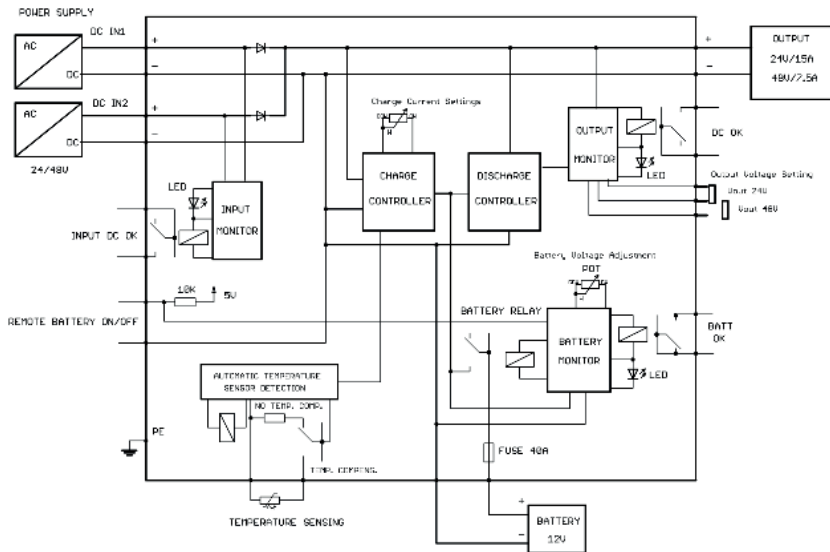 POWER SUPPLY
AC
DC
DC IN1
+
−
AC
DC
DC IN2
+
−
24/48V
OUTPUT
24V/15A
48V/7.5A
+
−
Charge Current Settings
W
CHARGE
CONTROLLER
DISCHARGE
CONTROLLER
OUTPUT
MONITOR
LED
DC OK
Output Voltage Setting
Vout 24V
Vout 48V
LED
INPUT
MONITOR
INPUT DC OK
10K
5V
REMOTE BATTERY ON/OFF
Battery Voltage Adjustment
POT
W
BATTERY RELAY
BATTERY
MONITOR
LED
BATT
OK
AUTOMATIC TEMPERATURE
SENSOR DETECTION
NO TEMP. COMP.
PE
FUSE 40A
TEMP.
TEMPERATURE SENSING
+
−
BATTERY
12V